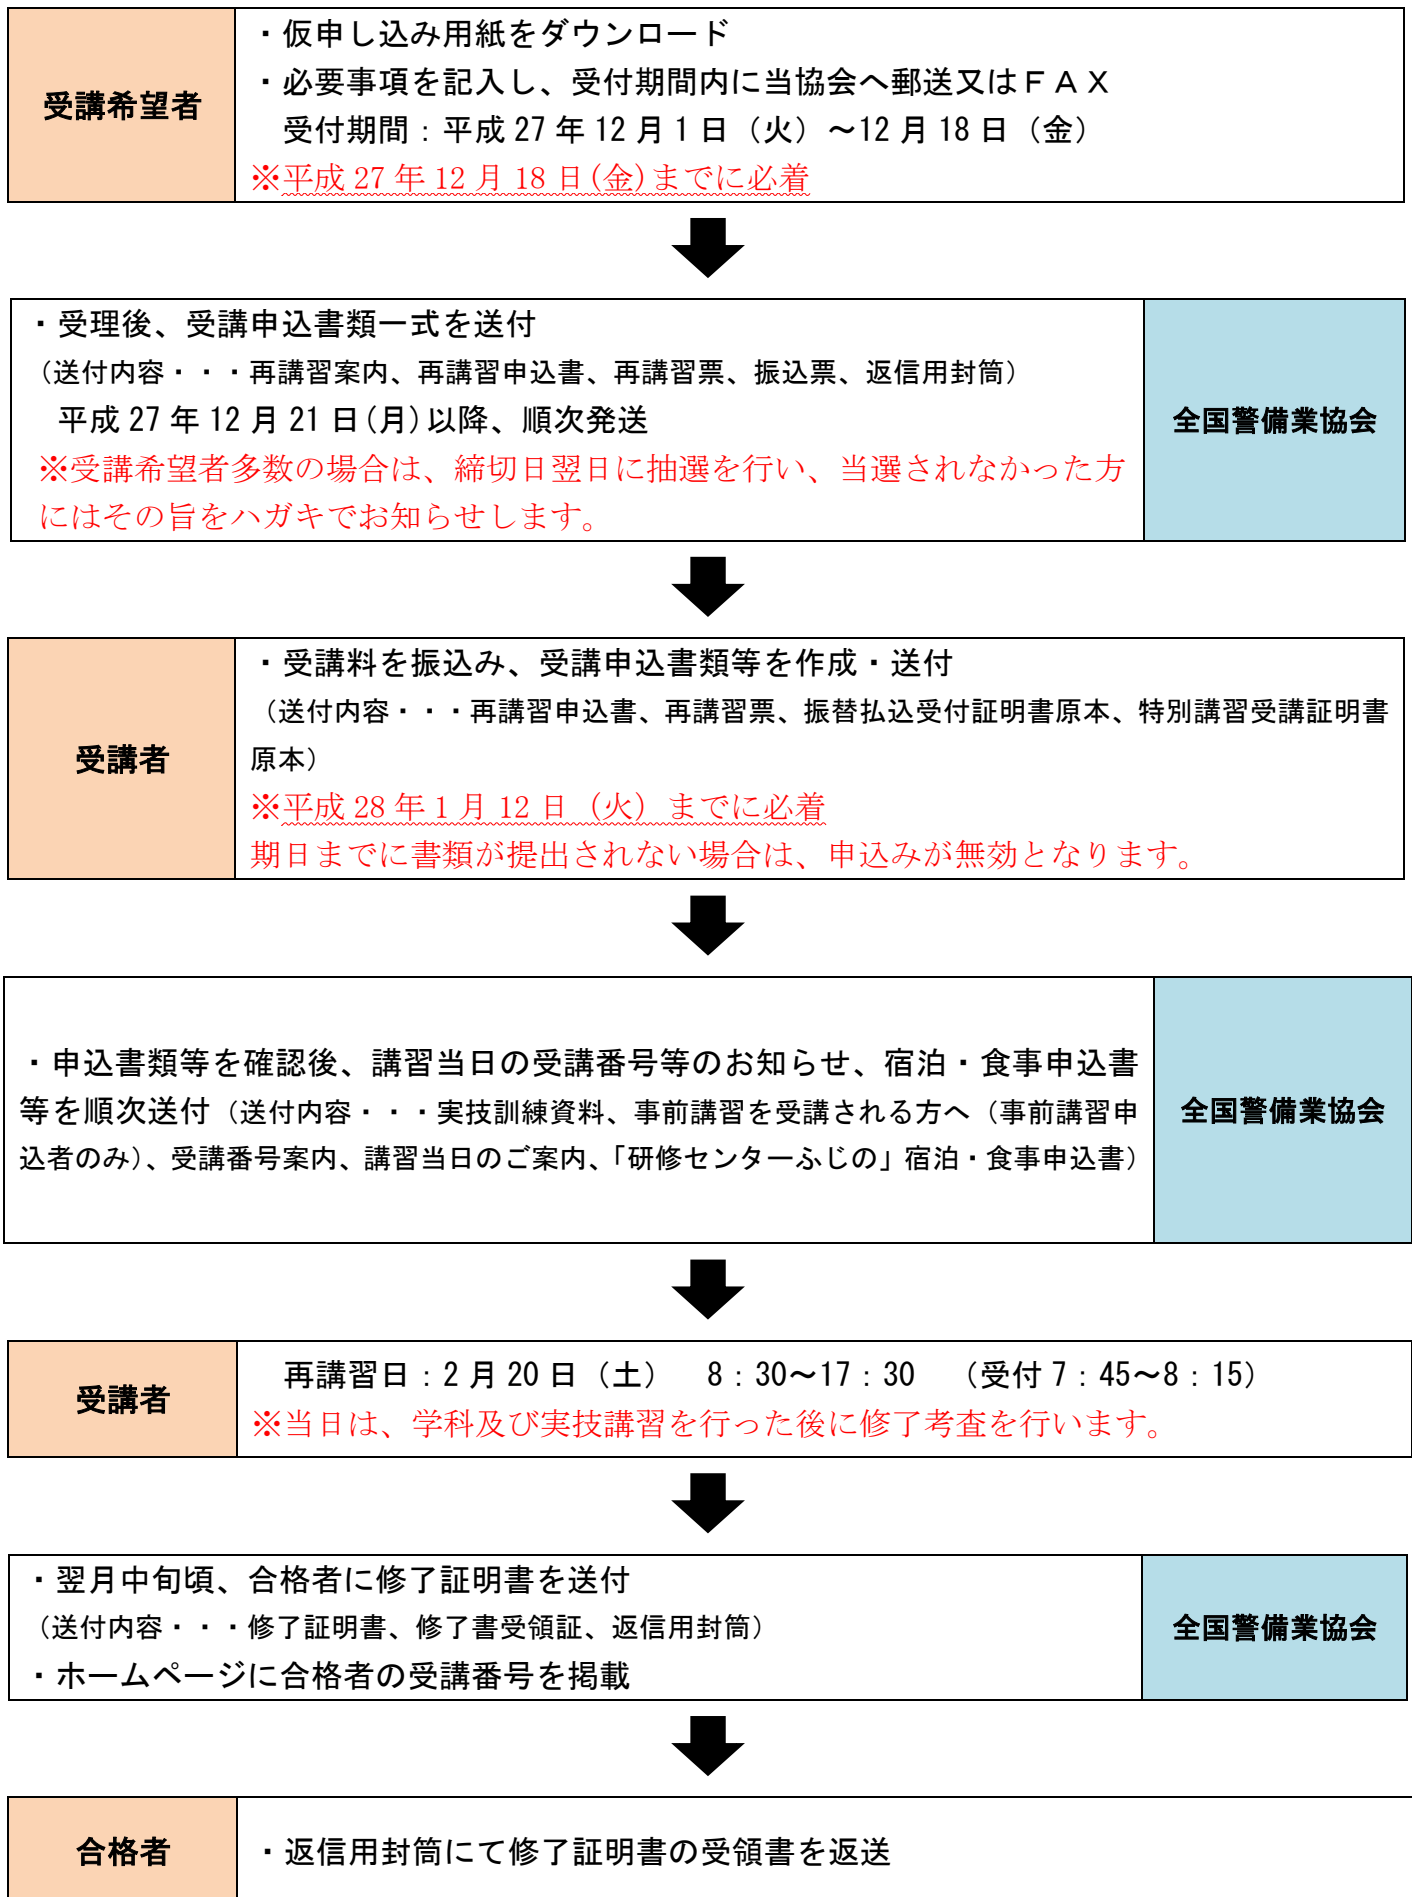 受講希望者
・仮申し込み用紙をダウンロード
・必要事項を記入し、受付期間内に当協会へ郵送又はＦＡＸ
受付期間：平成 27 年 12 月 1 日（火）～12 月 18 日（金）
※平成 27 年 12 月 18 日(金)までに必着
・受理後、受講申込書類一式を送付
（送付内容・・・再講習案内、再講習申込書、再講習票、振込票、返信用封筒）
平成 27 年 12 月 21 日(月)以降、順次発送
※受講希望者多数の場合は、締切日翌日に抽選を行い、当選されなかった方
にはその旨をハガキでお知らせします。
全国警備業協会
受講者
・受講料を振込み、受講申込書類等を作成・送付
（送付内容・・・再講習申込書、再講習票、振替払込受付証明書原本、特別講習受講証明書
原本）
※平成 28 年 1 月 12 日（火）までに必着
期日までに書類が提出されない場合は、申込みが無効となります。
・申込書類等を確認後、講習当日の受講番号等のお知らせ、宿泊・食事申込書
等を順次送付（送付内容・・・実技訓練資料、事前講習を受講される方へ（事前講習申
込者のみ）、受講番号案内、講習当日のご案内、「研修センターふじの」宿泊・食事申込書）
全国警備業協会
受講者
再講習日：2 月 20 日（土）　8：30～17：30　（受付 7：45～8：15）
※当日は、学科及び実技講習を行った後に修了考査を行います。
・翌月中旬頃、合格者に修了証明書を送付
（送付内容・・・修了証明書、修了書受領証、返信用封筒）
・ホームページに合格者の受講番号を掲載
全国警備業協会
合格者
・返信用封筒にて修了証明書の受領書を返送